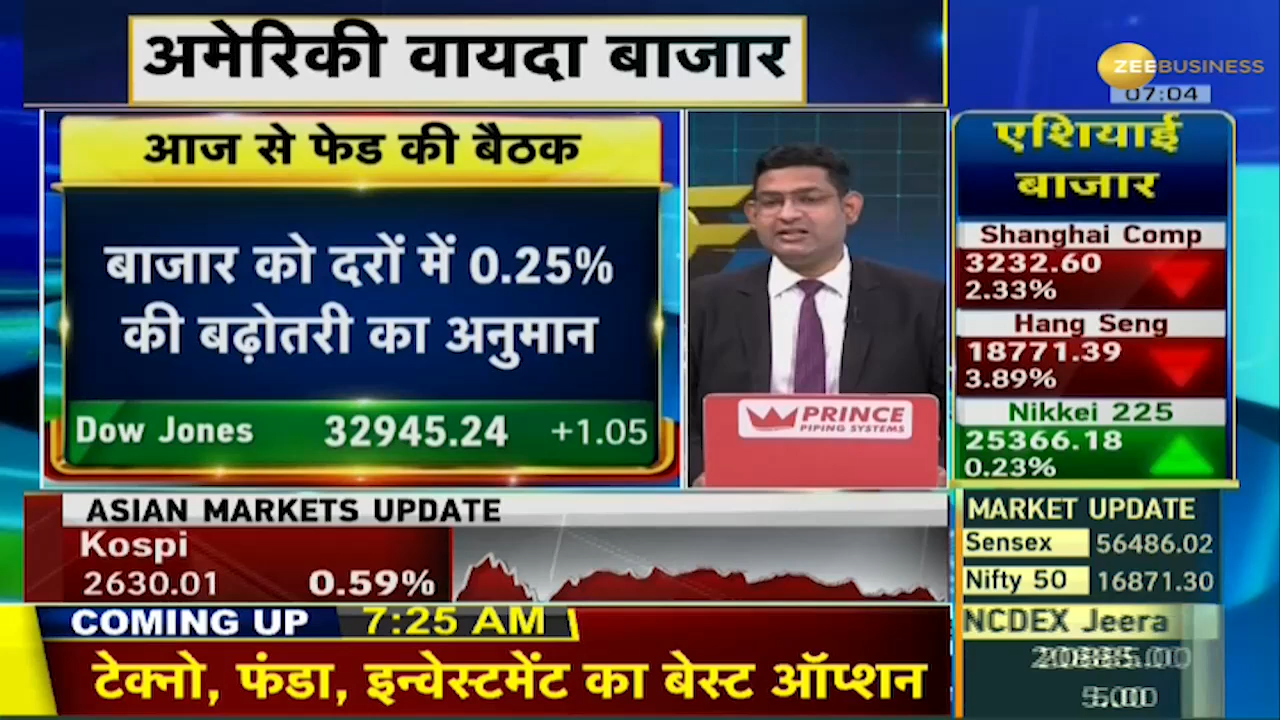 अमेरिकी वायदा बाजार
ZEEBUSINESS
07:04
आज से फेड की बैठक
बाजार को दरों में 0.25%
की बढ़ोतरी का अनुमान
Dow Jones 32945.24 +1.05
PRINCE
PIPING SYSTEMS
एशियाई
बाजार
Shanghai Comp
3232.60
2.33%
Hang Seng
18771.39
3.89%
Nikkei 225
25366.18
0.23%
ASIAN MARKETS UPDATE
Kospi
2630.01 0.59%
MARKET UPDATE
Sensex 56486.02
Nifty 50 16871.30
NCDEX Jeera
COMING UP 7:25 AM
टेक्नो, फंडा, इन्वेस्टमेंट का बेस्ट ऑप्शन